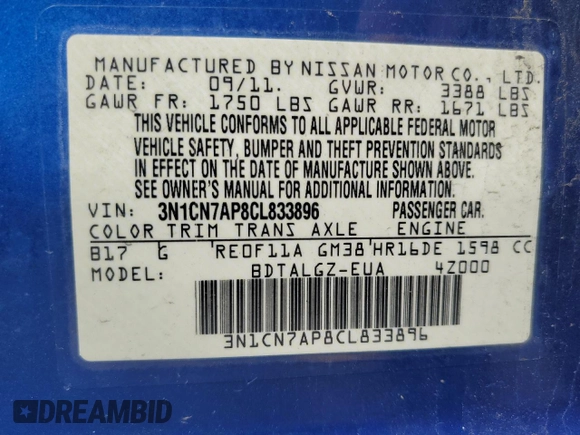 MANUFACTURED BY NISSAN MOTOR CO., LTD.
DATE: 09/11. GVWR: 3388 LBS
GAWR FR: 1750 LBS GAWR RR: 1671 LBS
THIS VEHICLE CONFORMS TO ALL APPLICABLE FEDERAL MOTOR
VEHICLE SAFETY, BUMPER AND THEFT PREVENTION STANDARDS
IN EFFECT ON THE DATE OF MANUFACTURE SHOWN ABOVE.
SEE OWNER'S MANUAL FOR ADDITIONAL INFORMATION.
VIN: 3N1CN7AP8CL833896 PASSENGER CAR.
COLOR TRIM TRANS AXLE ENGINE
B17 G RE0F11A GM38 HR16DE 1598 CC
MODEL: BDTALGZ-EUA 4Z000
3N1CN7AP8CL833896
DREAMBID